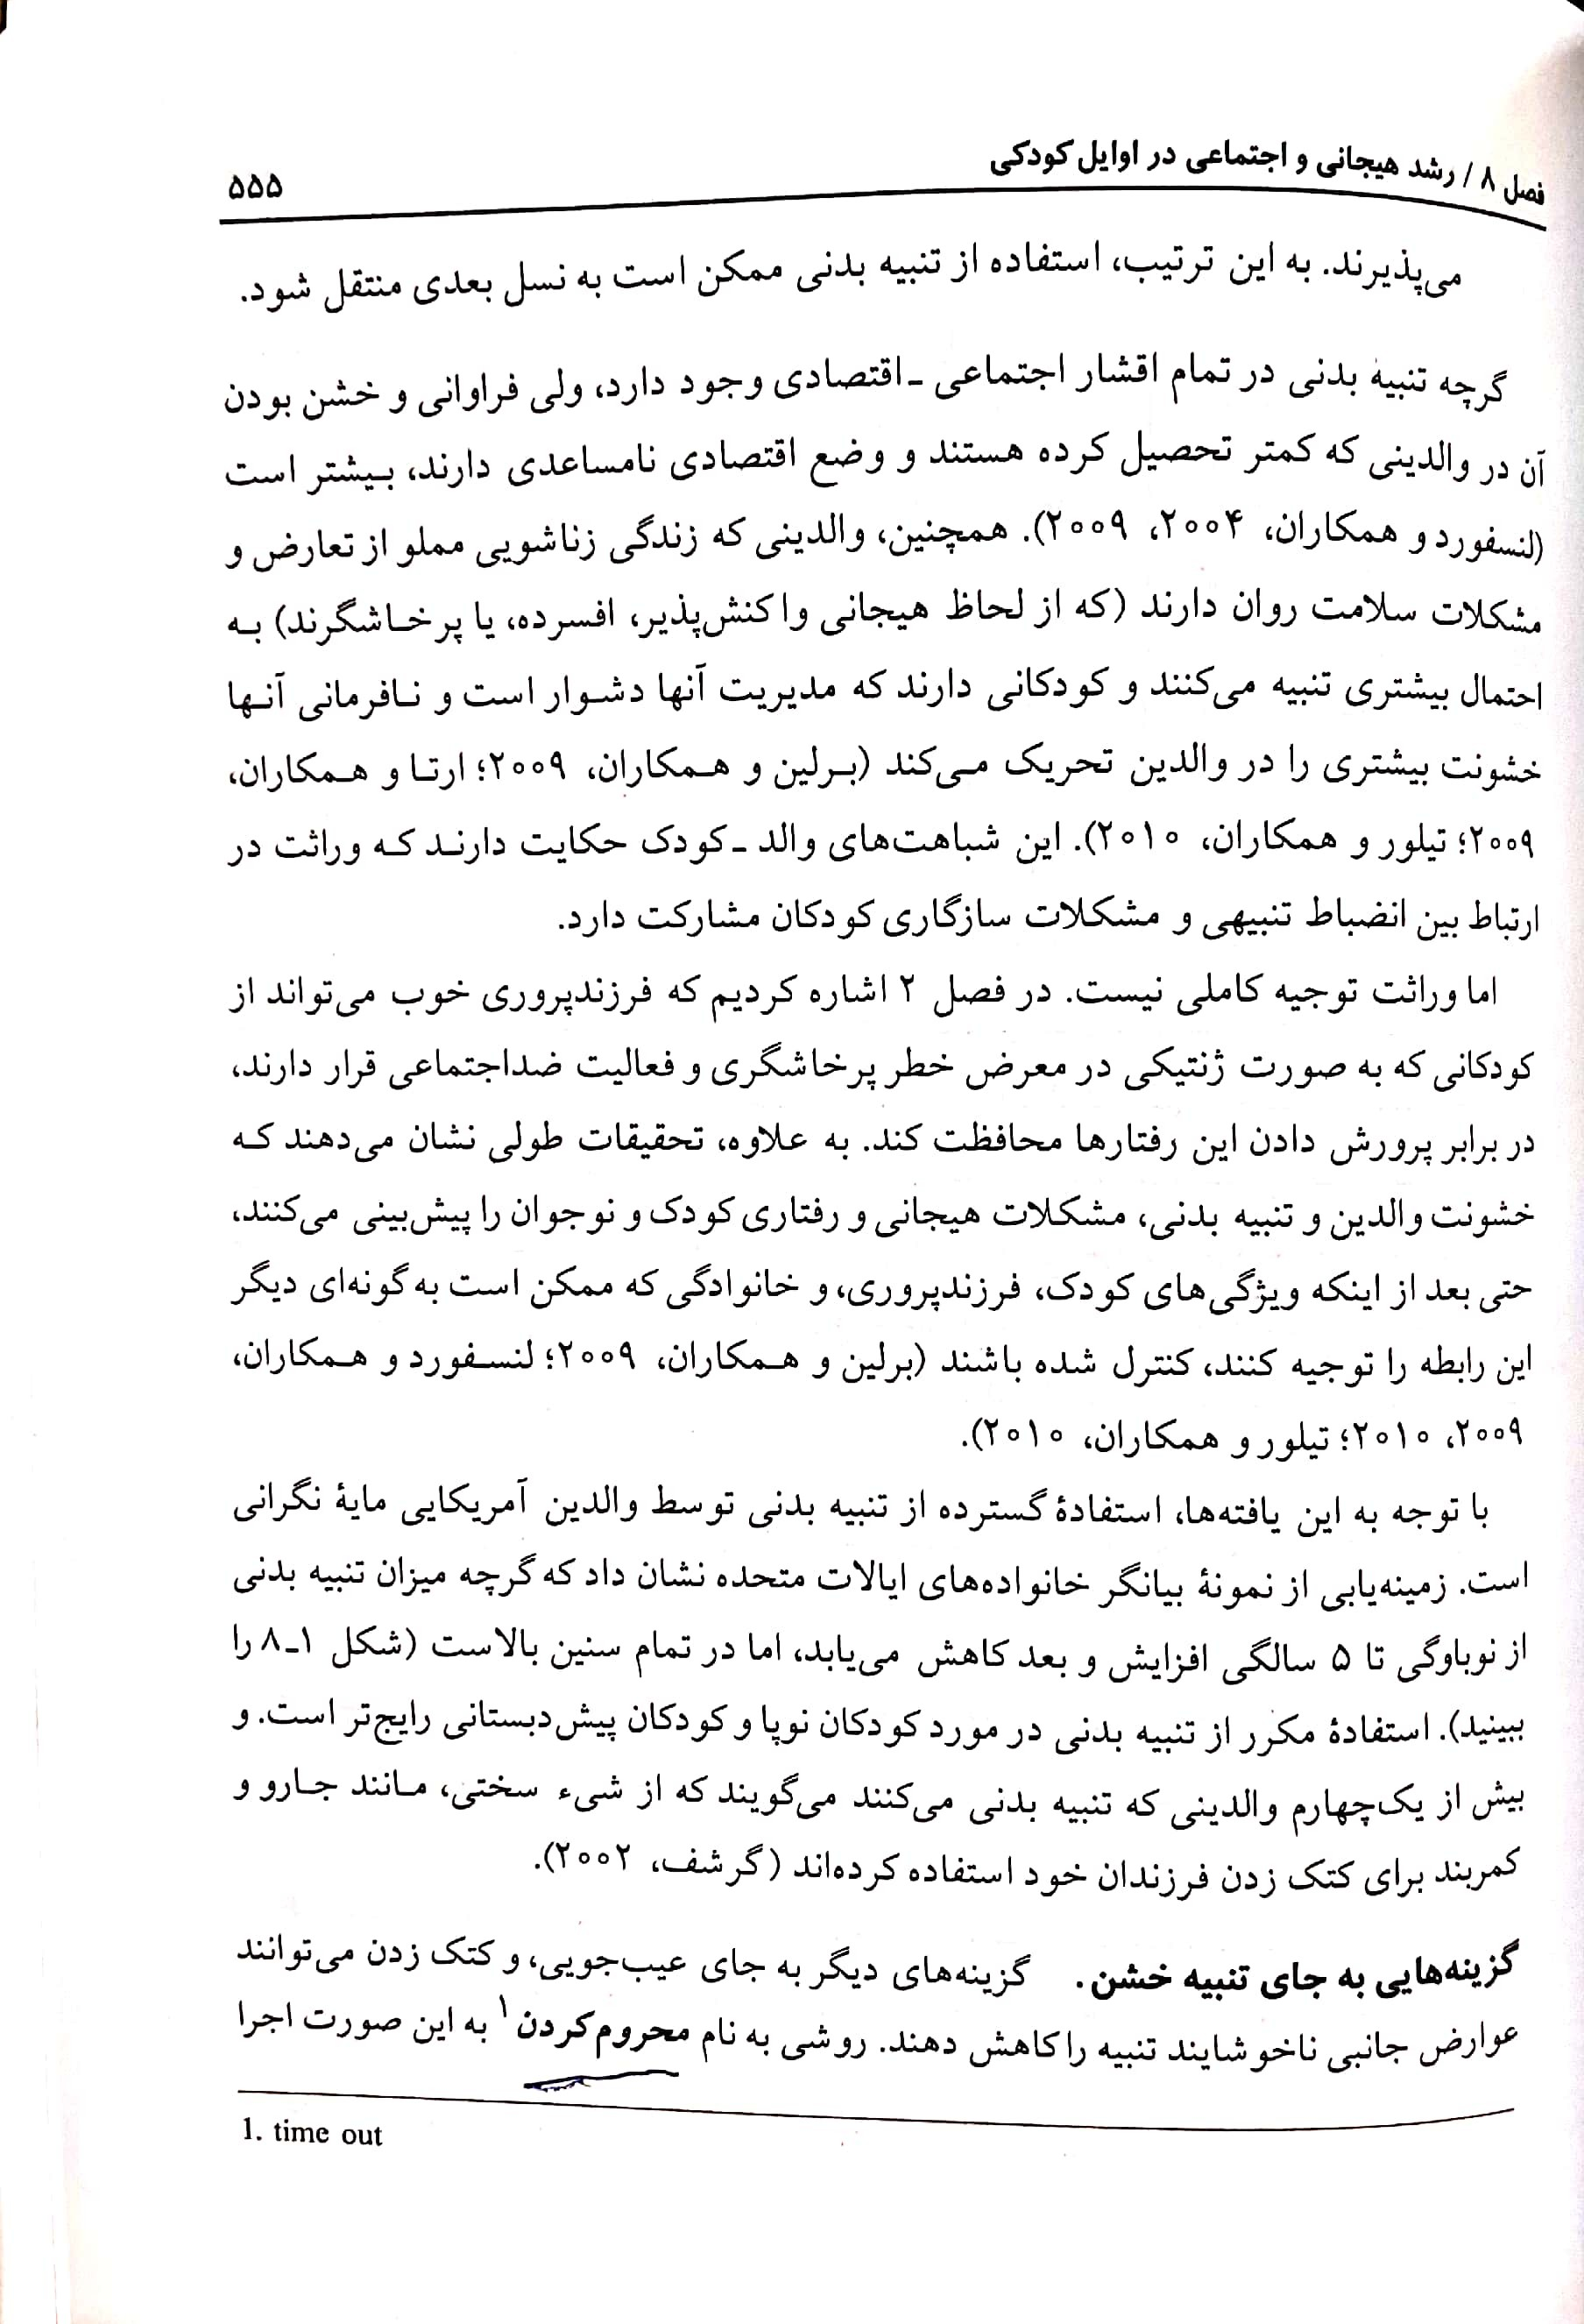 فصل ۸ / رشد هیجانی و اجتماعی در اوایل کودکی ۵۵۵
می‌پذیرند. به این ترتیب، استفاده از تنبیه بدنی ممکن است به نسل بعدی منتقل شود.
گرچه تنبیه بدنی در تمام اقشار اجتماعی ـ اقتصادی وجود دارد، ولی فراوانی و خشن بودن
آن در والدینی که کمتر تحصیل کرده هستند و وضع اقتصادی نامساعدی دارند، بیشتر است
(لنسفورد و همکاران، ۲۰۰۴، ۲۰۰۹). همچنین، والدینی که زندگی زناشویی مملو از تعارض و
مشکلات سلامت روان دارند (که از لحاظ هیجانی واکنش‌پذیر، افسرده، یا پرخاشگرند) به
احتمال بیشتری تنبیه می‌کنند و کودکانی دارند که مدیریت آنها دشوار است و نافرمانی آنها
خشونت بیشتری را در والدین تحریک می‌کند (برلین و همکاران، ۲۰۰۹؛ ارتا و همکاران،
۲۰۰۹؛ تیلور و همکاران، ۲۰۱۰). این شباهت‌های والد ـ کودک حکایت دارند که وراثت در
ارتباط بین انضباط تنبیهی و مشکلات سازگاری کودکان مشارکت دارد.
اما وراثت توجیه کاملی نیست. در فصل ۲ اشاره کردیم که فرزندپروری خوب می‌تواند از
کودکانی که به صورت ژنتیکی در معرض خطر پرخاشگری و فعالیت ضداجتماعی قرار دارند،
در برابر پرورش دادن این رفتارها محافظت کند. به علاوه، تحقیقات طولی نشان می‌دهند که
خشونت والدین و تنبیه بدنی، مشکلات هیجانی و رفتاری کودک و نوجوان را پیش‌بینی می‌کنند،
حتی بعد از اینکه ویژگی‌های کودک، فرزندپروری، و خانوادگی که ممکن است به گونه‌ای دیگر
این رابطه را توجیه کنند، کنترل شده باشند (برلین و همکاران، ۲۰۰۹؛ لنسفورد و همکاران،
۲۰۰۹، ۲۰۱۰؛ تیلور و همکاران، ۲۰۱۰).
با توجه به این یافته‌ها، استفادهٔ گسترده از تنبیه بدنی توسط والدین آمریکایی مایهٔ نگرانی
است. زمینه‌یابی از نمونهٔ بیانگر خانواده‌های ایالات متحده نشان داد که گرچه میزان تنبیه بدنی
از نوباوگی تا ۵ سالگی افزایش و بعد کاهش می‌یابد، اما در تمام سنین بالاست (شکل ۱ـ۸ را
ببینید). استفادهٔ مکرر از تنبیه بدنی در مورد کودکان نوپا و کودکان پیش‌دبستانی رایج‌تر است. و
بیش از یک‌چهارم والدینی که تنبیه بدنی می‌کنند می‌گویند که از شیء سختی، مانند جارو و
کمربند برای کتک زدن فرزندان خود استفاده کرده‌اند (گرشف، ۲۰۰۲).
گزینه‌هایی به جای تنبیه خشن. گزینه‌های دیگر به جای عیب‌جویی، و کتک زدن می‌توانند
عوارض جانبی ناخوشایند تنبیه را کاهش دهند. روشی به نام محروم کردن۱ به این صورت اجرا
1. time out